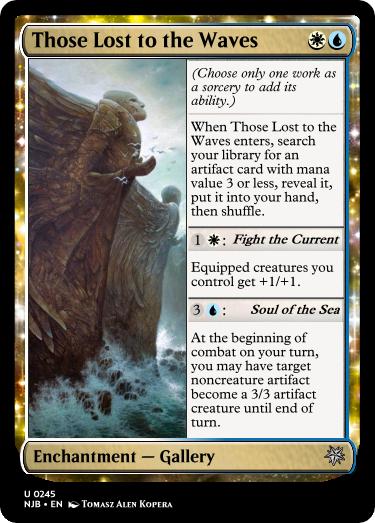 Those Lost to the Waves
(Choose only one work as
a sorcery to add its
ability.)
When Those Lost to the
Waves enters, search
your library for an
artifact card with mana
value 3 or less, reveal it,
put it into your hand,
then shuffle.
1 : Fight the Current
Equipped creatures you
control get +1/+1.
3 : Soul of the Sea
At the beginning of
combat on your turn,
you may have target
noncreature artifact
become a 3/3 artifact
creature until end of
turn.
Enchantment — Gallery
U 0245
NJB • EN Tomasz Alen Kopera